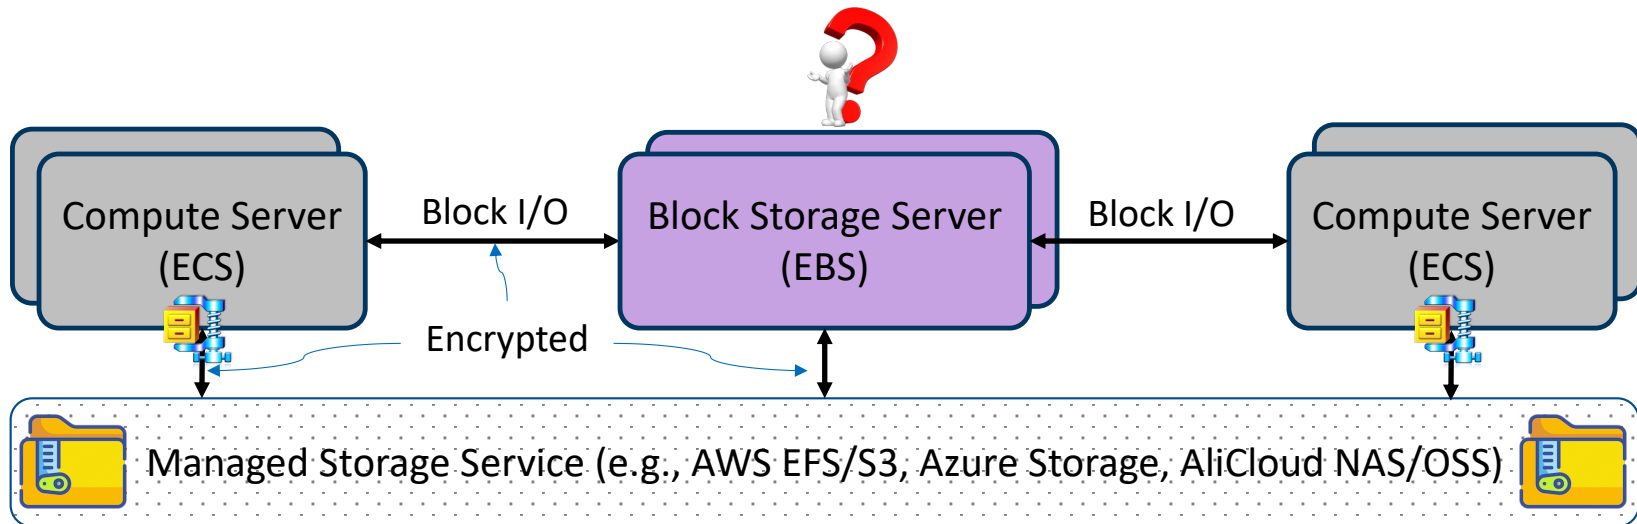 Compute Server
(ECS)
Block I/O
Block Storage Server
(EBS)
Block I/O
Compute Server
(ECS)
Encrypted
Managed Storage Service (e.g., AWS EFS/S3, Azure Storage, AliCloud NAS/OSS)